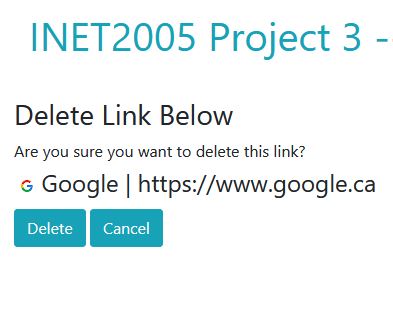 INET2005 Project 3 -
Delete Link Below
Are you sure you want to delete this link?
Google | https://www.google.ca
Delete Cancel